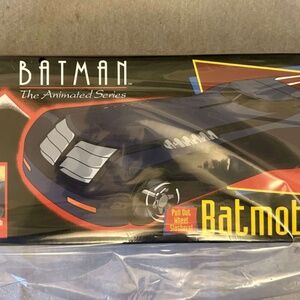 BATMAN
The Animated Series
Pull Out
Wheel
Slashers!
Batmob